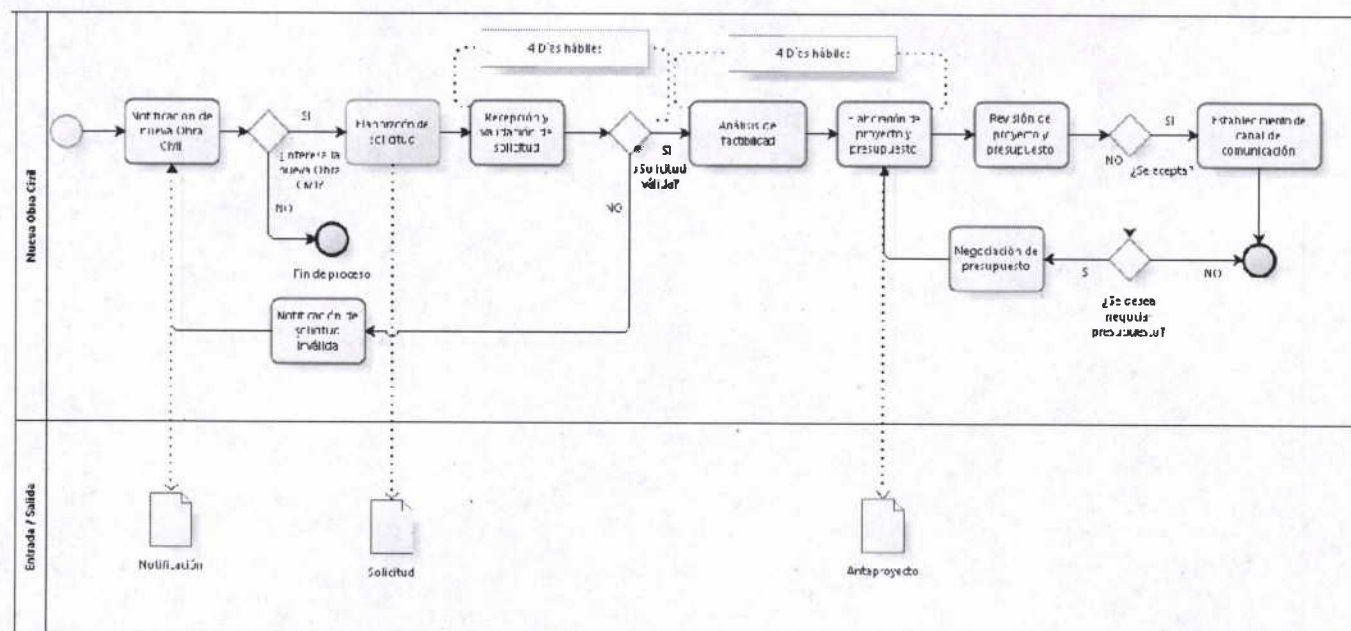 Nueva Obra Civil
4 Días hábiles
4 Días hábiles
Notificación de
nueva Obra
Civil
SI
¿Interesa la
nueva Obra
Civil?
NO
Fin de proceso
Elaboración de
solicitud
Recepción y
validación de
solicitud
SI
¿Solicitud
válida?
NO
Notificación de
solicitud
inválida
Análisis de
factibilidad
Elaboración de
proyecto y
presupuesto
Revisión de
proyecto y
presupuesto
SI
NO
¿Se acepta?
Establecimiento de
canal de
comunicación
Negociación de
presupuesto
S
NO
¿Se desea
negociar
presupuesto?
Entrada / Salida
Notificación
Solicitud
Anteproyecto